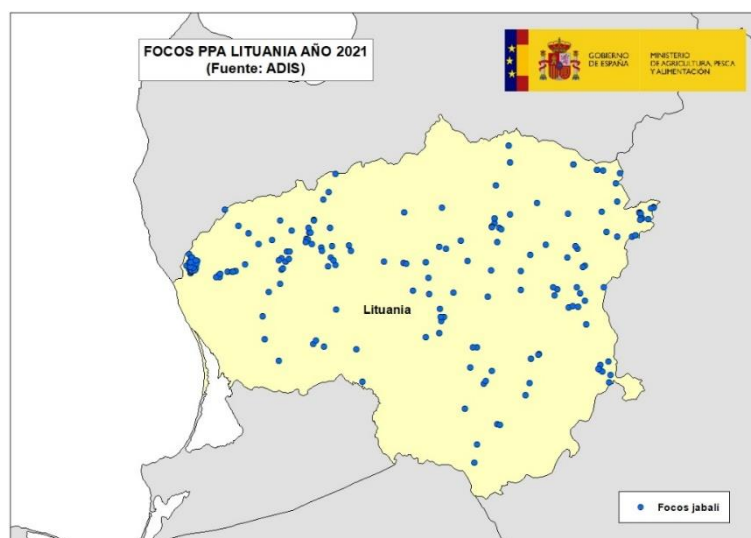 FOCOS PPA LITUANIA AÑO 2021
(Fuente: ADIS)
GOBIERNO
DE ESPAÑA
MINISTERIO
DE AGRICULTURA, PESCA
Y ALIMENTACIÓN
Lituania
Focos jabalí